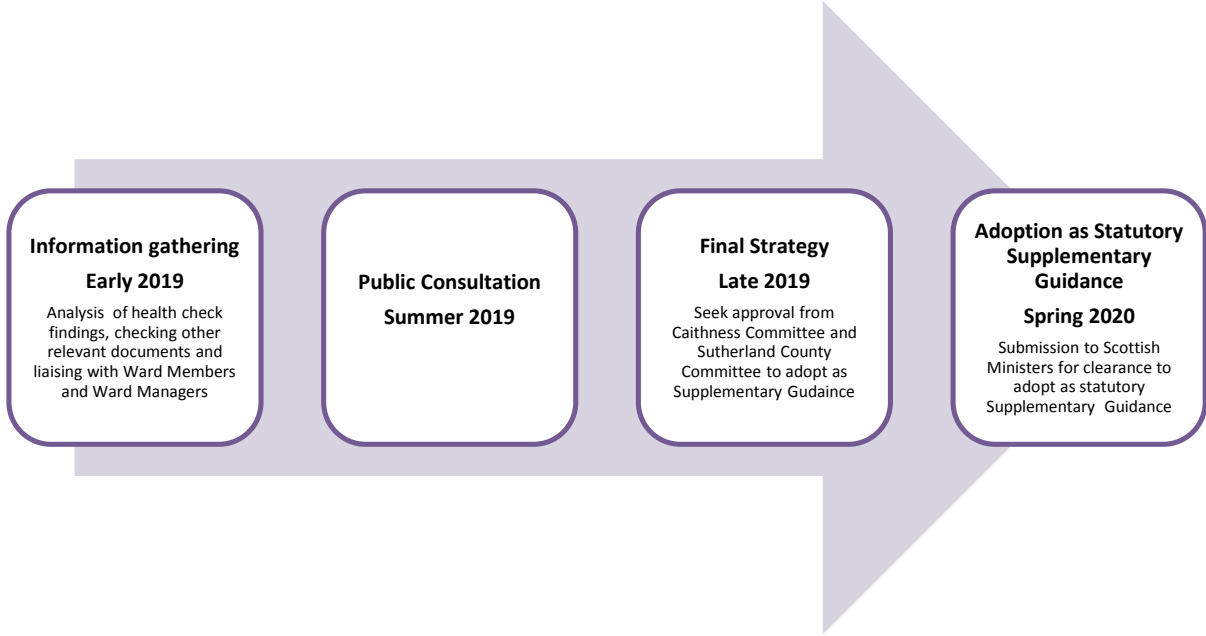 Information gathering
Early 2019
Analysis of health check
findings, checking other
relevant documents and
liaising with Ward Members
and Ward Managers
Public Consultation
Summer 2019
Final Strategy
Late 2019
Seek approval from
Caithness Committee and
Sutherland County
Committee to adopt as
Supplementary Gudaince
Adoption as Statutory
Supplementary
Guidance
Spring 2020
Submission to Scottish
Ministers for clearance to
adopt as statutory
Supplementary Guidance